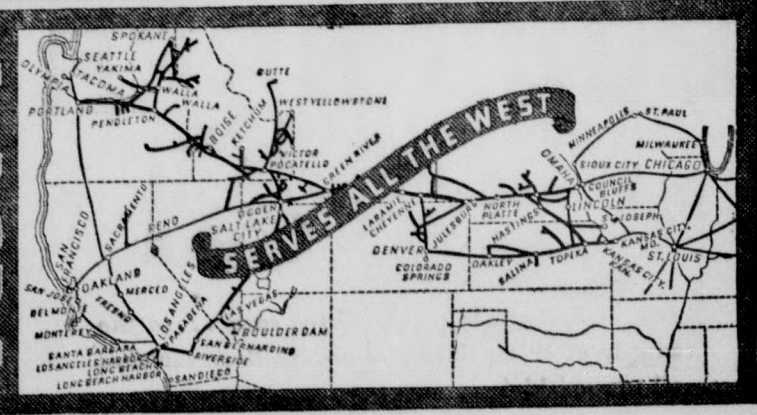 SPOKANE
SEATTLE
YAKIMA
OLYMPIA
TACOMA
WALLA
WALLA
PORTLAND
PENDLETON
BOISE
KETCHUM
BUTTE
WEST YELLOWSTONE
VICTOR
POCATELLO
GREEN RIVER
SERVES ALL THE WEST
MINNEAPOLIS
ST. PAUL
MILWAUKEE
OMAHA
SIOUX CITY
CHICAGO
COUNCIL
BLUFFS
LINCOLN
ST. JOSEPH
KANSAS CITY,
MO.
KANSAS CITY,
KAN.
ST. LOUIS
LARAMIE
CHEYENNE
JULESBURG
NORTH
PLATTE
HASTINGS
DENVER
COLORADO
SPRINGS
OAKLEY
SALINA
TOPEKA
OGDEN
SALT LAKE
CITY
RENO
SACRAMENTO
SAN
FRANCISCO
OAKLAND
SAN JOSE
MERCED
FRESNO
MONTEREY
LOS ANGELES
PASADENA
LAS VEGAS
BOULDER DAM
SAN BERNARDINO
RIVERSIDE
SANTA BARBARA
LOS ANGELES HARBOR
LONG BEACH
LONG BEACH HARBOR
SAN DIEGO